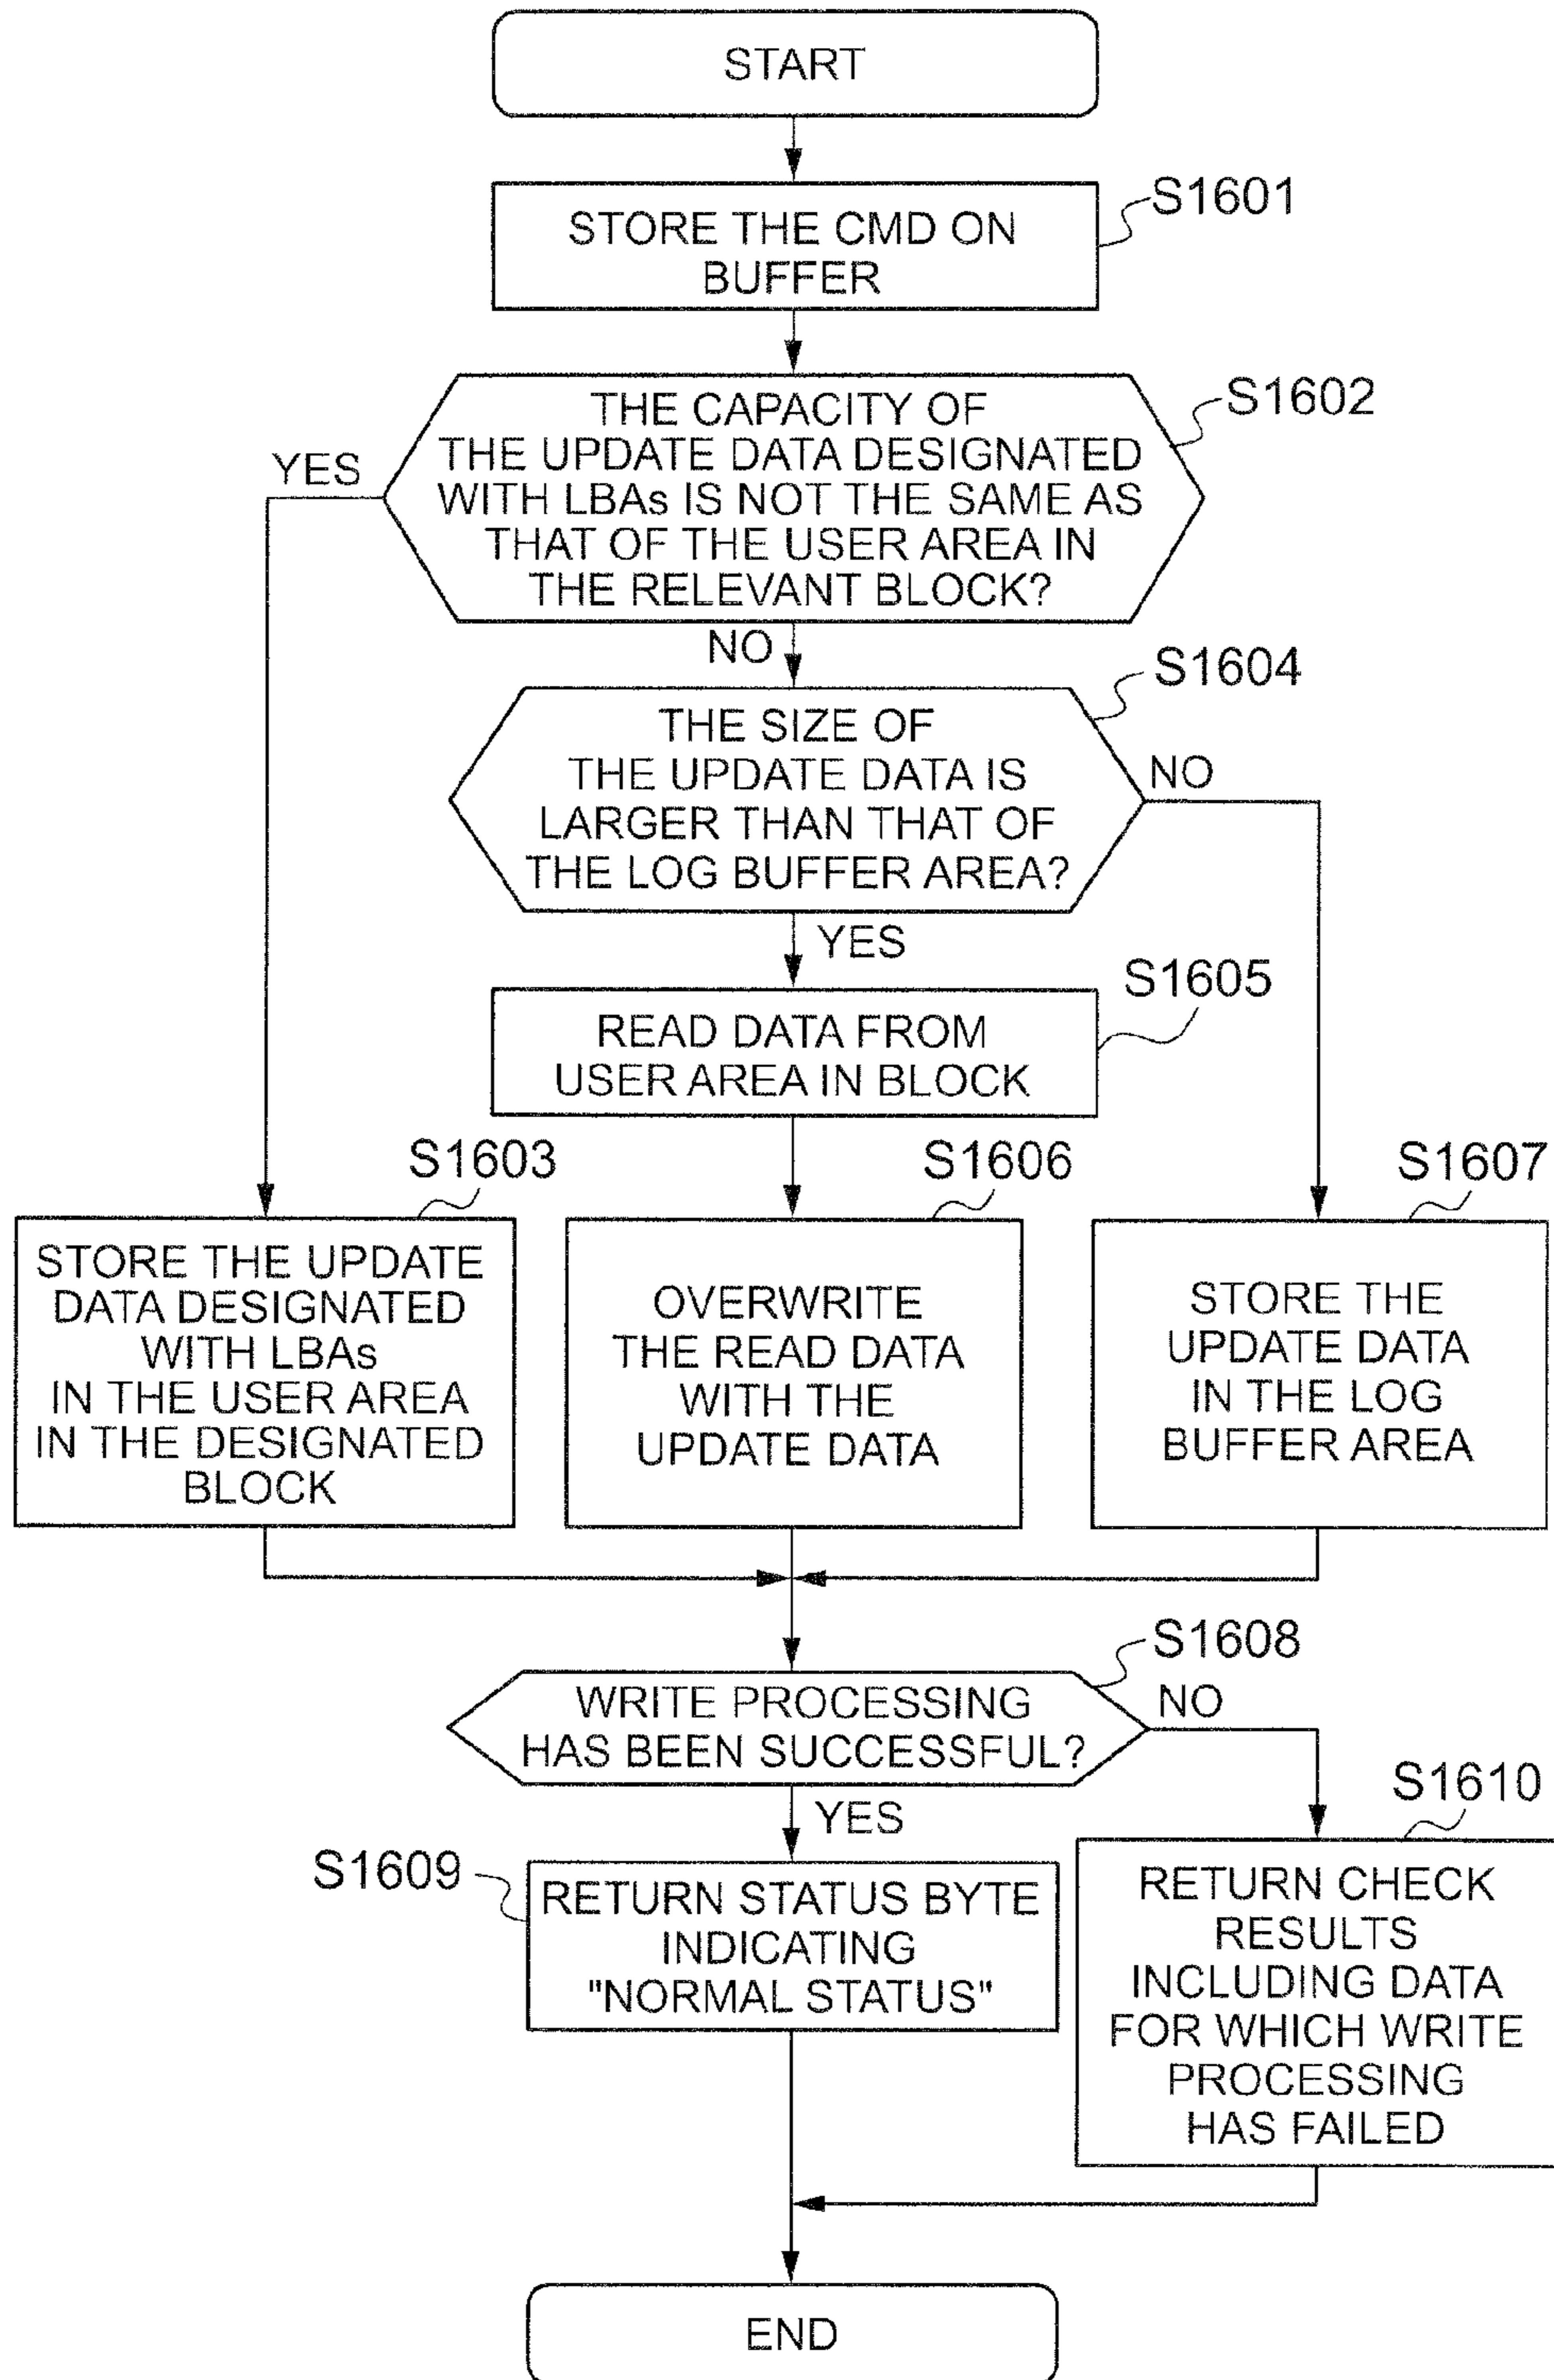 START
S1601
STORE THE CMD ON
BUFFER
S1602
THE CAPACITY OF
THE UPDATE DATA DESIGNATED
WITH LBAs IS NOT THE SAME AS
THAT OF THE USER AREA IN
THE RELEVANT BLOCK?
YES
NO
S1604
THE SIZE OF
THE UPDATE DATA IS
LARGER THAN THAT OF
THE LOG BUFFER AREA?
NO
YES
S1605
READ DATA FROM
USER AREA IN BLOCK
S1603
STORE THE UPDATE
DATA DESIGNATED
WITH LBAs
IN THE USER AREA
IN THE DESIGNATED
BLOCK
S1606
OVERWRITE
THE READ DATA
WITH THE
UPDATE DATA
S1607
STORE THE
UPDATE DATA
IN THE LOG
BUFFER AREA
S1608
WRITE PROCESSING
HAS BEEN SUCCESSFUL?
NO
YES
S1609
RETURN STATUS BYTE
INDICATING
"NORMAL STATUS"
S1610
RETURN CHECK
RESULTS
INCLUDING DATA
FOR WHICH WRITE
PROCESSING
HAS FAILED
END